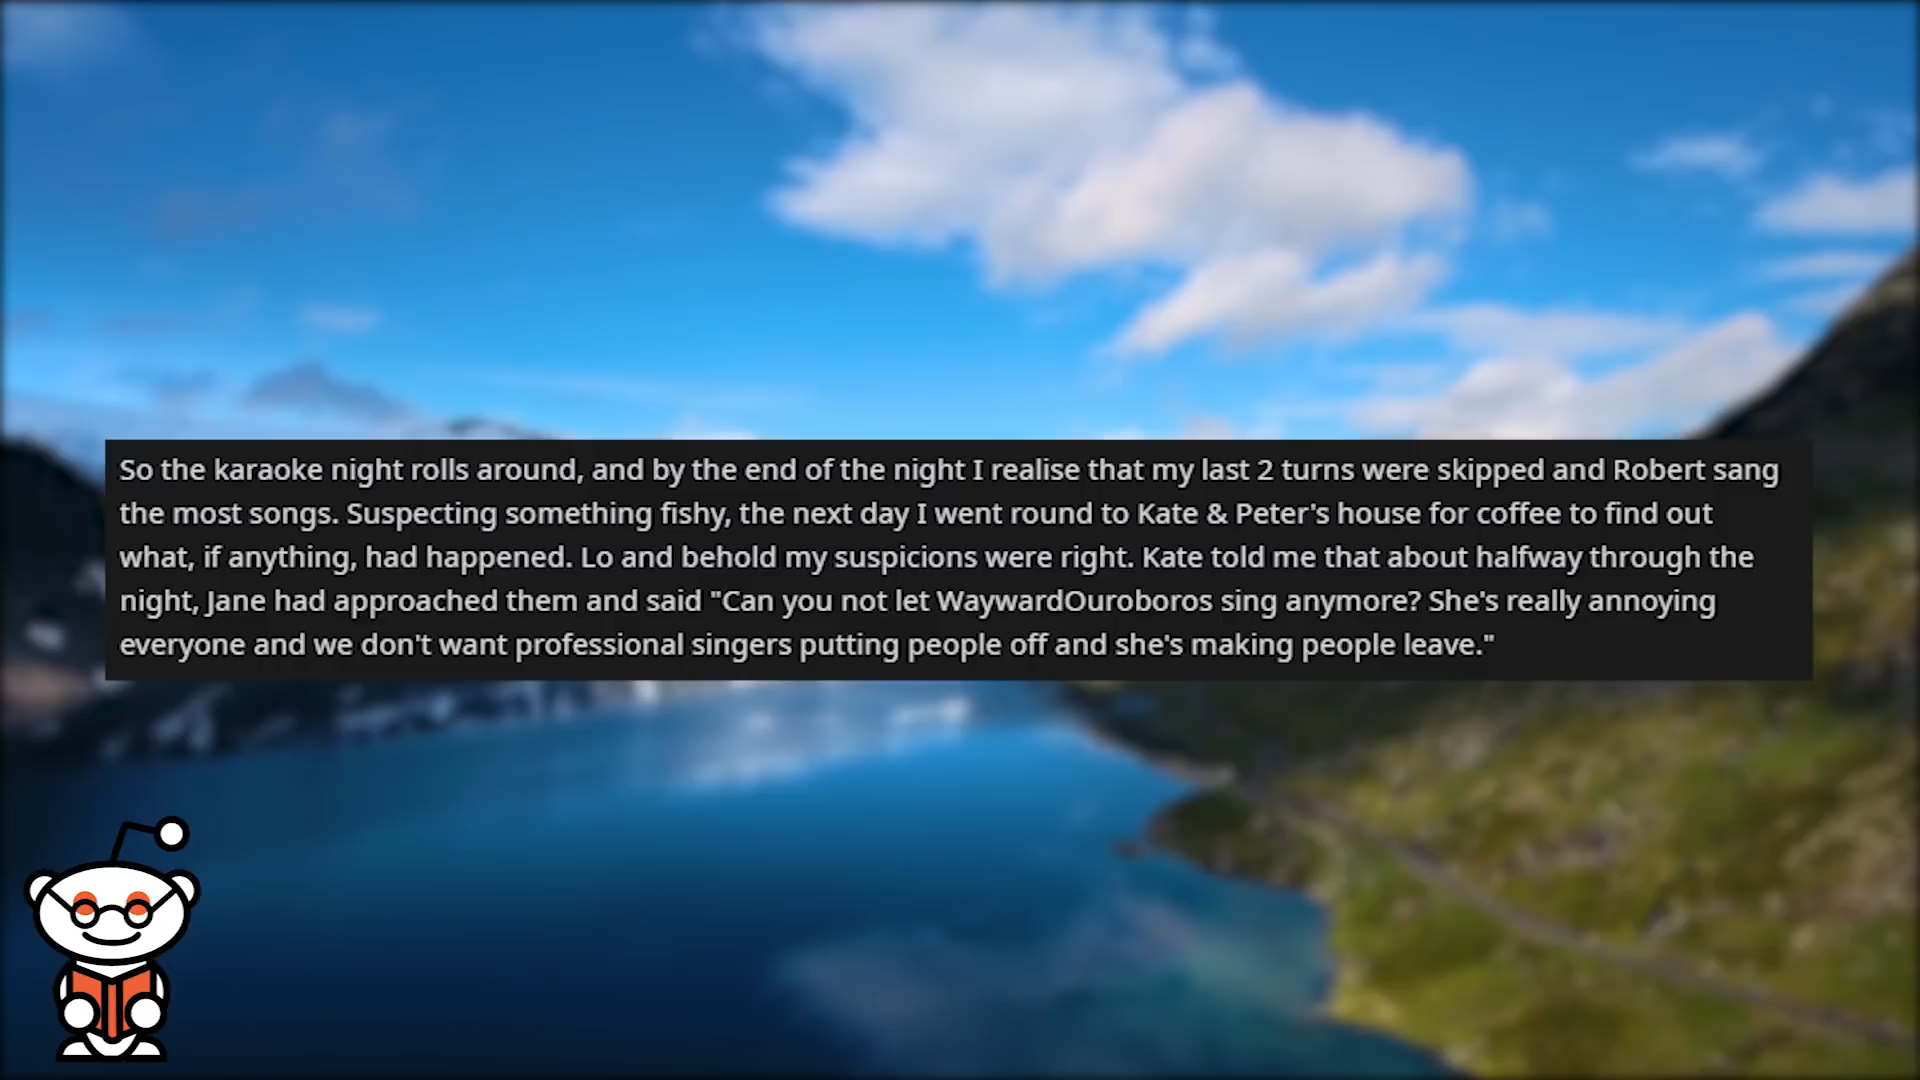 So the karaoke night rolls around, and by the end of the night I realise that my last 2 turns were skipped and Robert sang
the most songs. Suspecting something fishy, the next day I went round to Kate & Peter's house for coffee to find out
what, if anything, had happened. Lo and behold my suspicions were right. Kate told me that about halfway through the
night, Jane had approached them and said "Can you not let WaywardOuroboros sing anymore? She's really annoying
everyone and we don't want professional singers putting people off and she's making people leave."